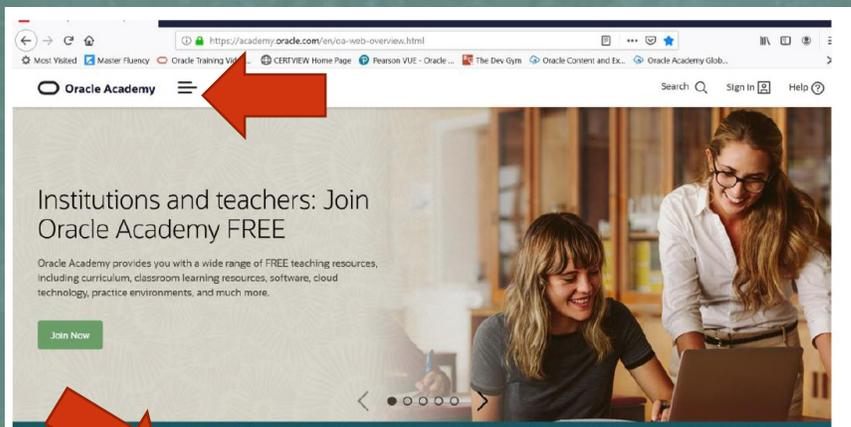 https://academy.oracle.com/en/oa-web-overview.html
Most Visited Master Fluency Oracle Training Vid... CERTVIEW Home Page Pearson VUE - Oracle ... The Dev Gym Oracle Content and Ex... Oracle Academy Glob...
Oracle Academy Search Sign In Help
Institutions and teachers: Join
Oracle Academy FREE
Oracle Academy provides you with a wide range of FREE teaching resources,
including curriculum, classroom learning resources, software, cloud
technology, practice environments, and much more.
Join Now